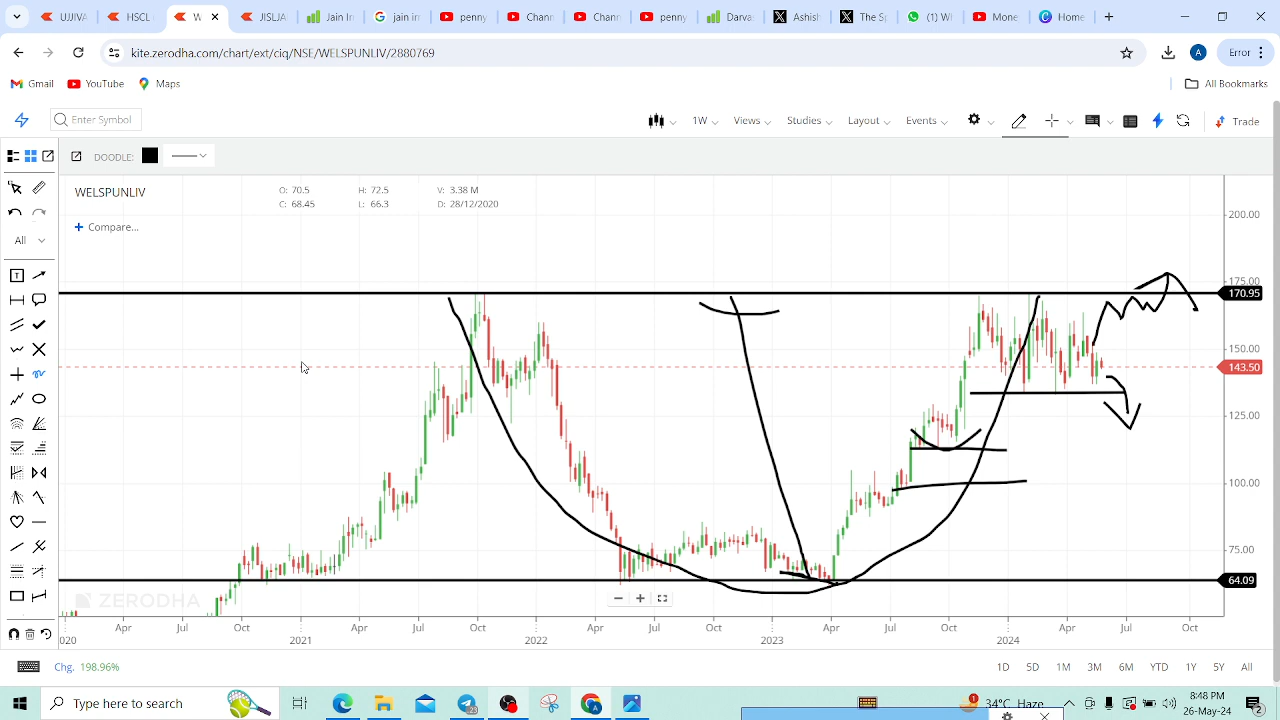 JISLJA
Jain In
jain in
penny
Chann
Chann
penny
Darva
Ashish
The
(1) Wl
Mone
Home
kite.zerodha.com/chart/ext/ciq/NSE/WELSPUNLIV/2880769
A
Error
Gmail
YouTube
Maps
All Bookmarks
Enter Symbol
1W
Views
Studies
Layout
Events
Trade
DOODLE:
WELSPUNLIV
O: 70.5 H: 72.5 V: 3.38 M
C: 68.45 L: 66.3 D: 28/12/2020
+ Compare...
All
200.00
175.00
170.95
150.00
143.50
125.00
100.00
75.00
64.09
ZERODHA
Apr Jul Oct Apr Jul Oct Apr Jul Oct Apr Jul Oct Apr Jul Oct
020 2021 2022 2023 2024
Chg. 198.96%
1D 5D 1M 3M 6M YTD 1Y 5Y All
Type here to search
34°C Haze
8:48 PM
26-May-24